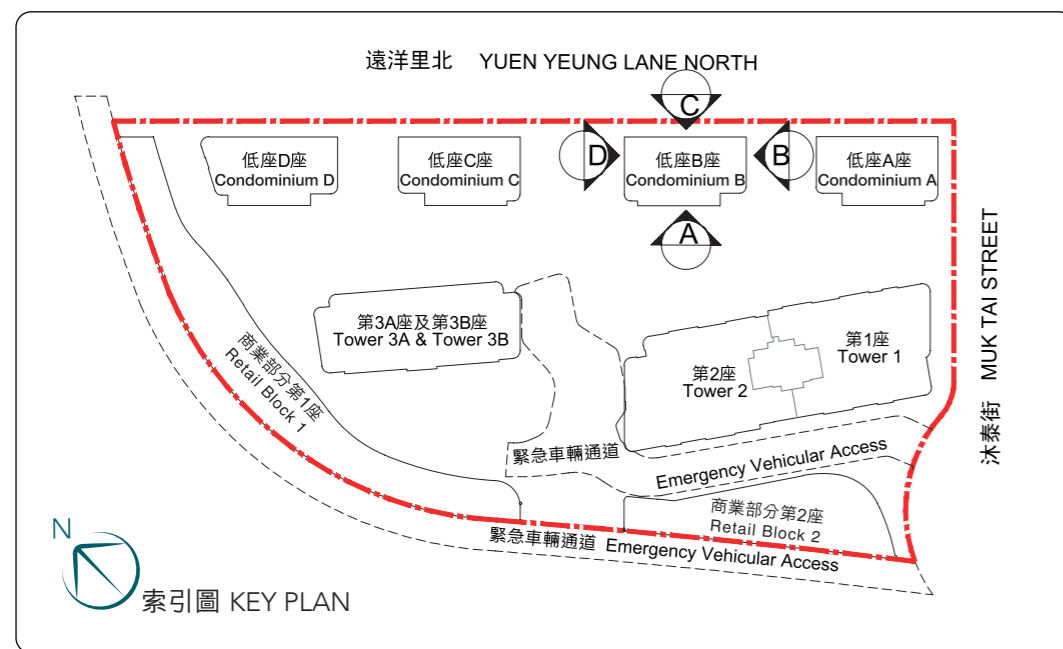 遠洋里北 YUEN YEUNG LANE NORTH
C
低座D座
Condominium D
低座C座
Condominium C
D
低座B座
Condominium B
B
低座A座
Condominium A
A
沐泰街 MUK TAI STREET
第3A座及第3B座
Tower 3A & Tower 3B
第1座
Tower 1
第2座
Tower 2
商業部分第1座
Retail Block 1
緊急車輛通道 Emergency Vehicular Access
商業部分第2座
Retail Block 2
緊急車輛通道 Emergency Vehicular Access
N
索引圖 KEY PLAN